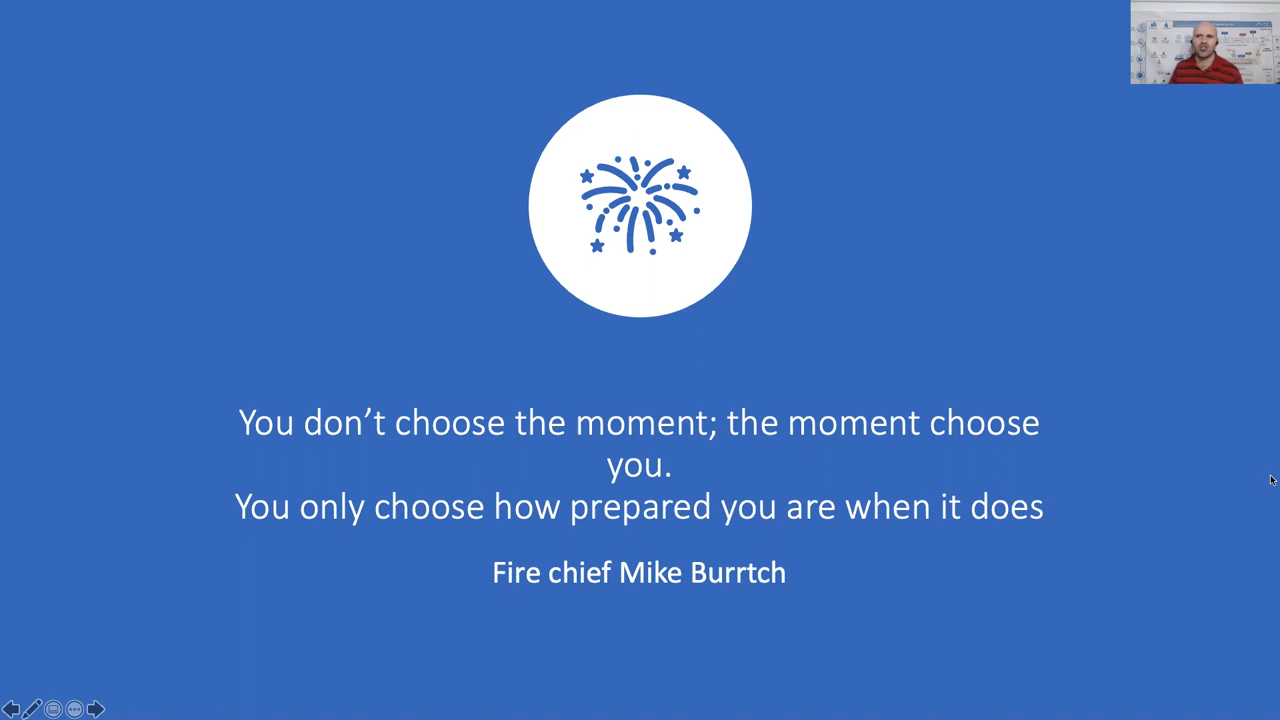 You don’t choose the moment; the moment choose
you.
You only choose how prepared you are when it does
Fire chief Mike Burrtch